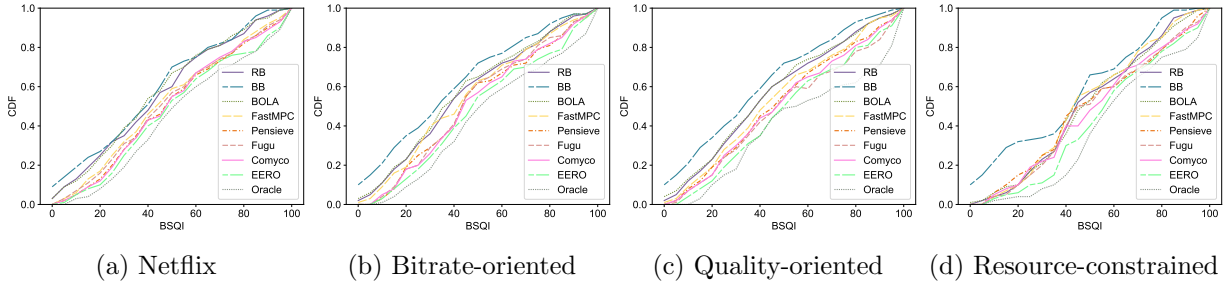 1.0
0.8
0.6
0.4
0.2
0.0
CDF
0 20 40 60 80 100
BSQI
RB
BB
BOLA
FastMPC
Pensieve
Fugu
Comyco
EERO
Oracle
(a) Netflix
1.0
0.8
0.6
0.4
0.2
0.0
CDF
0 20 40 60 80 100
BSQI
RB
BB
BOLA
FastMPC
Pensieve
Fugu
Comyco
EERO
Oracle
(b) Bitrate-oriented
1.0
0.8
0.6
0.4
0.2
0.0
CDF
0 20 40 60 80 100
BSQI
RB
BB
BOLA
FastMPC
Pensieve
Fugu
Comyco
EERO
Oracle
(c) Quality-oriented
1.0
0.8
0.6
0.4
0.2
0.0
CDF
0 20 40 60 80 100
BSQI
RB
BB
BOLA
FastMPC
Pensieve
Fugu
Comyco
EERO
Oracle
(d) Resource-constrained